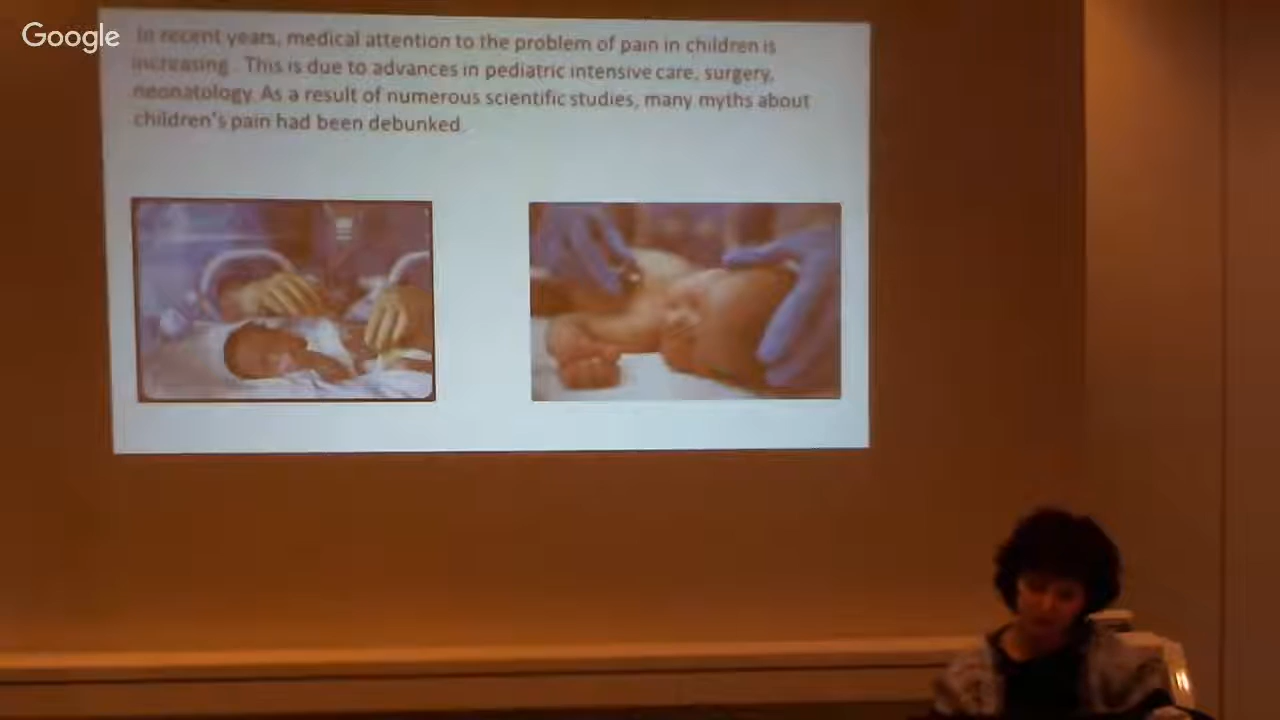 Google
In recent years, medical attention to the problem of pain in children is
increasing . This is due to advances in pediatric intensive care, surgery,
neonatology. As a result of numerous scientific studies, many myths about
children's pain had been debunked.